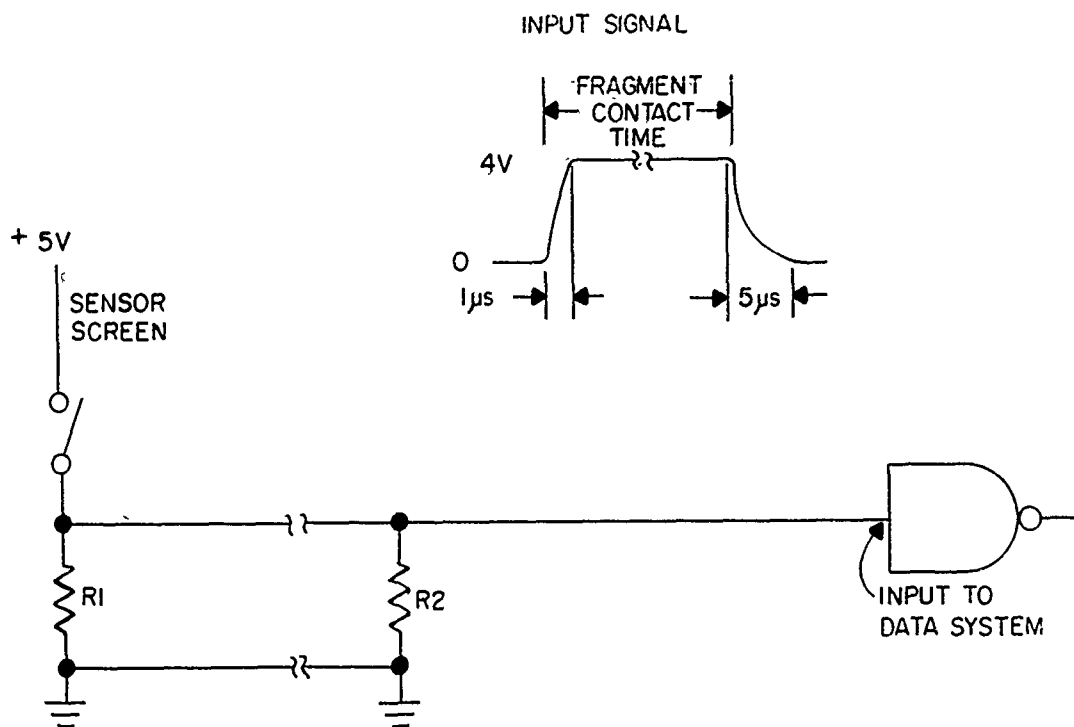 INPUT SIGNAL
FRAGMENT
CONTACT
TIME
4V
0
1μs
5μs
+ 5V
SENSOR
SCREEN
R1
R2
INPUT TO
DATA SYSTEM